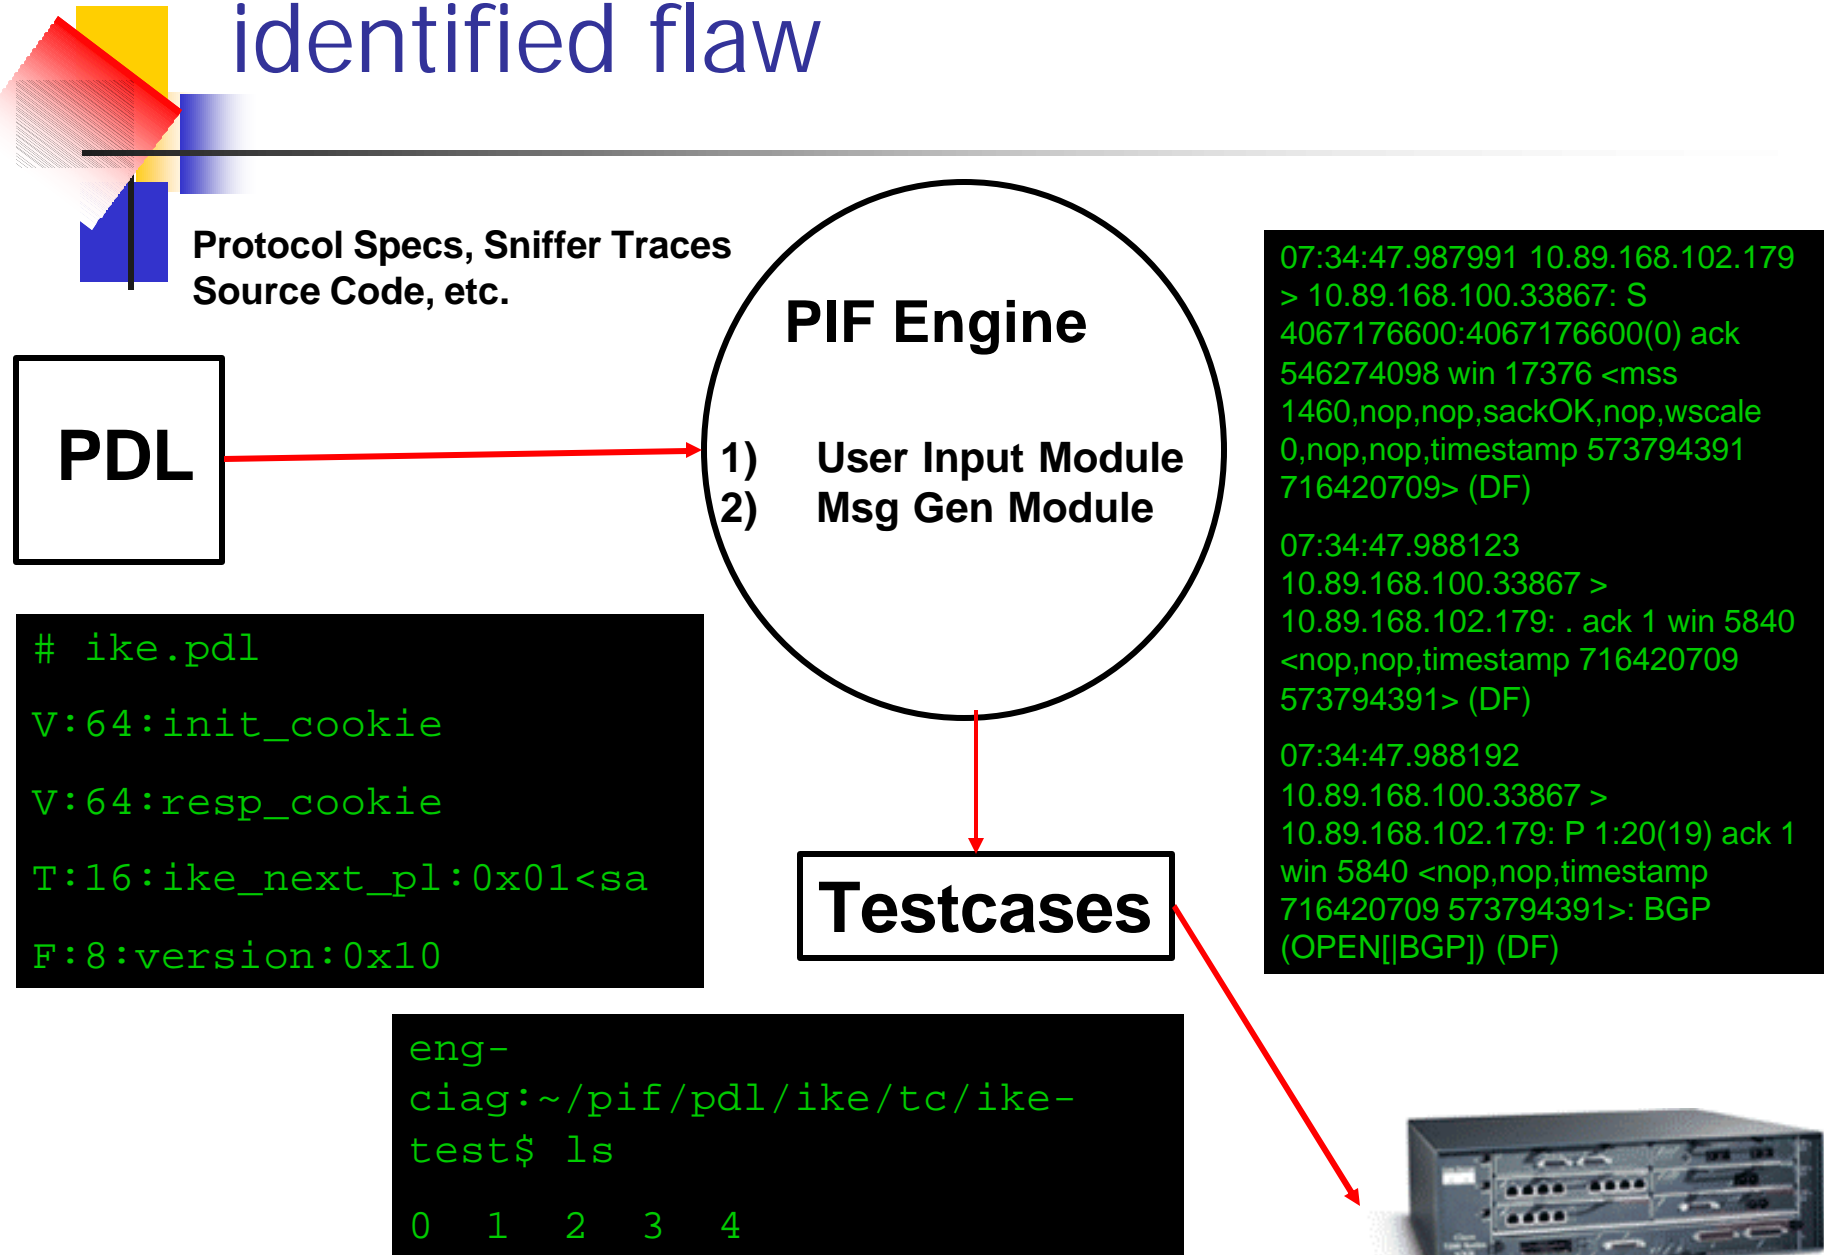 identified flaw
Protocol Specs, Sniffer Traces
Source Code, etc.
PDL
PIF Engine
1) User Input Module
2) Msg Gen Module
07:34:47.987991 10.89.168.102.179
> 10.89.168.100.33867: S
4067176600:4067176600(0) ack
546274098 win 17376 <mss
1460,nop,nop,sackOK,nop,wscale
0,nop,nop,timestamp 573794391
716420709> (DF)
07:34:47.988123
10.89.168.100.33867 >
10.89.168.102.179: . ack 1 win 5840
<nop,nop,timestamp 716420709
573794391> (DF)
07:34:47.988192
10.89.168.100.33867 >
10.89.168.102.179: P 1:20(19) ack 1
win 5840 <nop,nop,timestamp
716420709 573794391>: BGP
(OPEN[|BGP]) (DF)
# ike.pdl
V:64:init_cookie
V:64:resp_cookie
T:16:ike_next_pl:0x01<sa
F:8:version:0x10
Testcases
eng-
ciag:~/pif/pdl/ike/tc/ike-
test$ ls
0 1 2 3 4